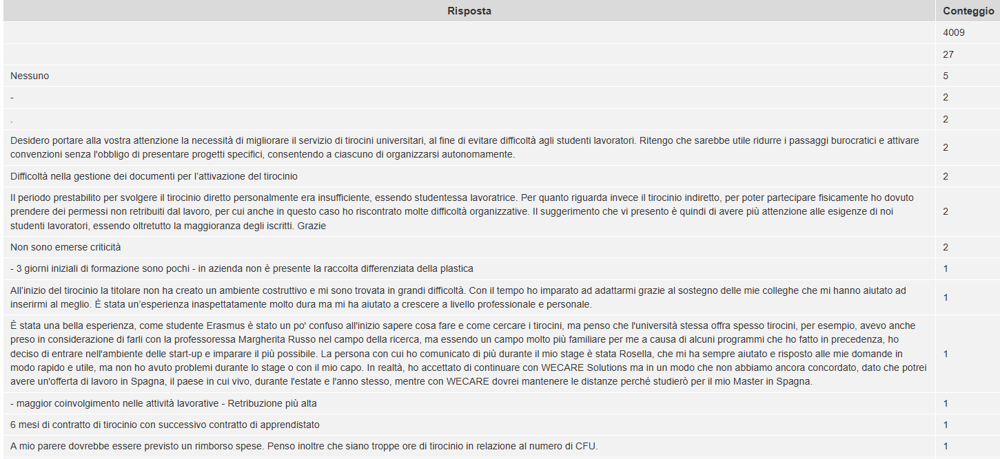 Risposta Conteggio
4009
27
Nessuno 5
- 2
. 2
Desidero portare alla vostra attenzione la necessità di migliorare il servizio di tirocini universitari, al fine di evitare difficoltà agli studenti lavoratori. Ritengo che sarebbe utile ridurre i passaggi burocratici e attivare
convenzioni senza l'obbligo di presentare progetti specifici, consentendo a ciascuno di organizzarsi autonomamente. 2
Difficoltà nella gestione dei documenti per l’attivazione del tirocinio 2
Il periodo prestabilito per svolgere il tirocinio diretto personalmente era insufficiente, essendo studentessa lavoratrice. Per quanto riguarda invece il tirocinio indiretto, per poter partecipare fisicamente ho dovuto
prendere dei permessi non retribuiti dal lavoro, per cui anche in questo caso ho riscontrato molte difficoltà organizzative. Il suggerimento che vi presento è quindi di avere più attenzione alle esigenze di noi 2
studenti lavoratori, essendo oltretutto la maggioranza degli iscritti. Grazie
Non sono emerse criticità 2
- 3 giorni iniziali di formazione sono pochi - in azienda non è presente la raccolta differenziata della plastica 1
All’inizio del tirocinio la titolare non ha creato un ambiente costruttivo e mi sono trovata in grandi difficoltà. Con il tempo ho imparato ad adattarmi grazie al sostegno delle mie colleghe che mi hanno aiutato ad
inserirmi al meglio. È stata un’esperienza inaspettatamente molto dura ma mi ha aiutato a crescere a livello professionale e personale. 1
È stata una bella esperienza, come studente Erasmus è stato un po' confuso all'inizio sapere cosa fare e come cercare i tirocini, ma penso che l'università stessa offra spesso tirocini, per esempio, avevo anche
preso in considerazione di farli con la professoressa Margherita Russo nel campo della ricerca, ma essendo un campo molto più familiare per me a causa di alcuni programmi che ho fatto in precedenza, ho
deciso di entrare nell'ambiente delle start-up e imparare il più possibile. La persona con cui ho comunicato di più durante il mio stage è stata Rosella, che mi ha sempre aiutato e risposto alle mie domande in 1
modo rapido e utile, ma non ho avuto problemi durante lo stage o con il mio capo. In realtà, ho accettato di continuare con WECARE Solutions ma in un modo che non abbiamo ancora concordato, dato che potrei
avere un'offerta di lavoro in Spagna, il paese in cui vivo, durante l'estate e l'anno stesso, mentre con WECARE dovrei mantenere le distanze perché studierò per il mio Master in Spagna.
- maggior coinvolgimento nelle attività lavorative - Retribuzione più alta 1
6 mesi di contratto di tirocinio con successivo contratto di apprendistato 1
A mio parere dovrebbe essere previsto un rimborso spese. Penso inoltre che siano troppe ore di tirocinio in relazione al numero di CFU. 1